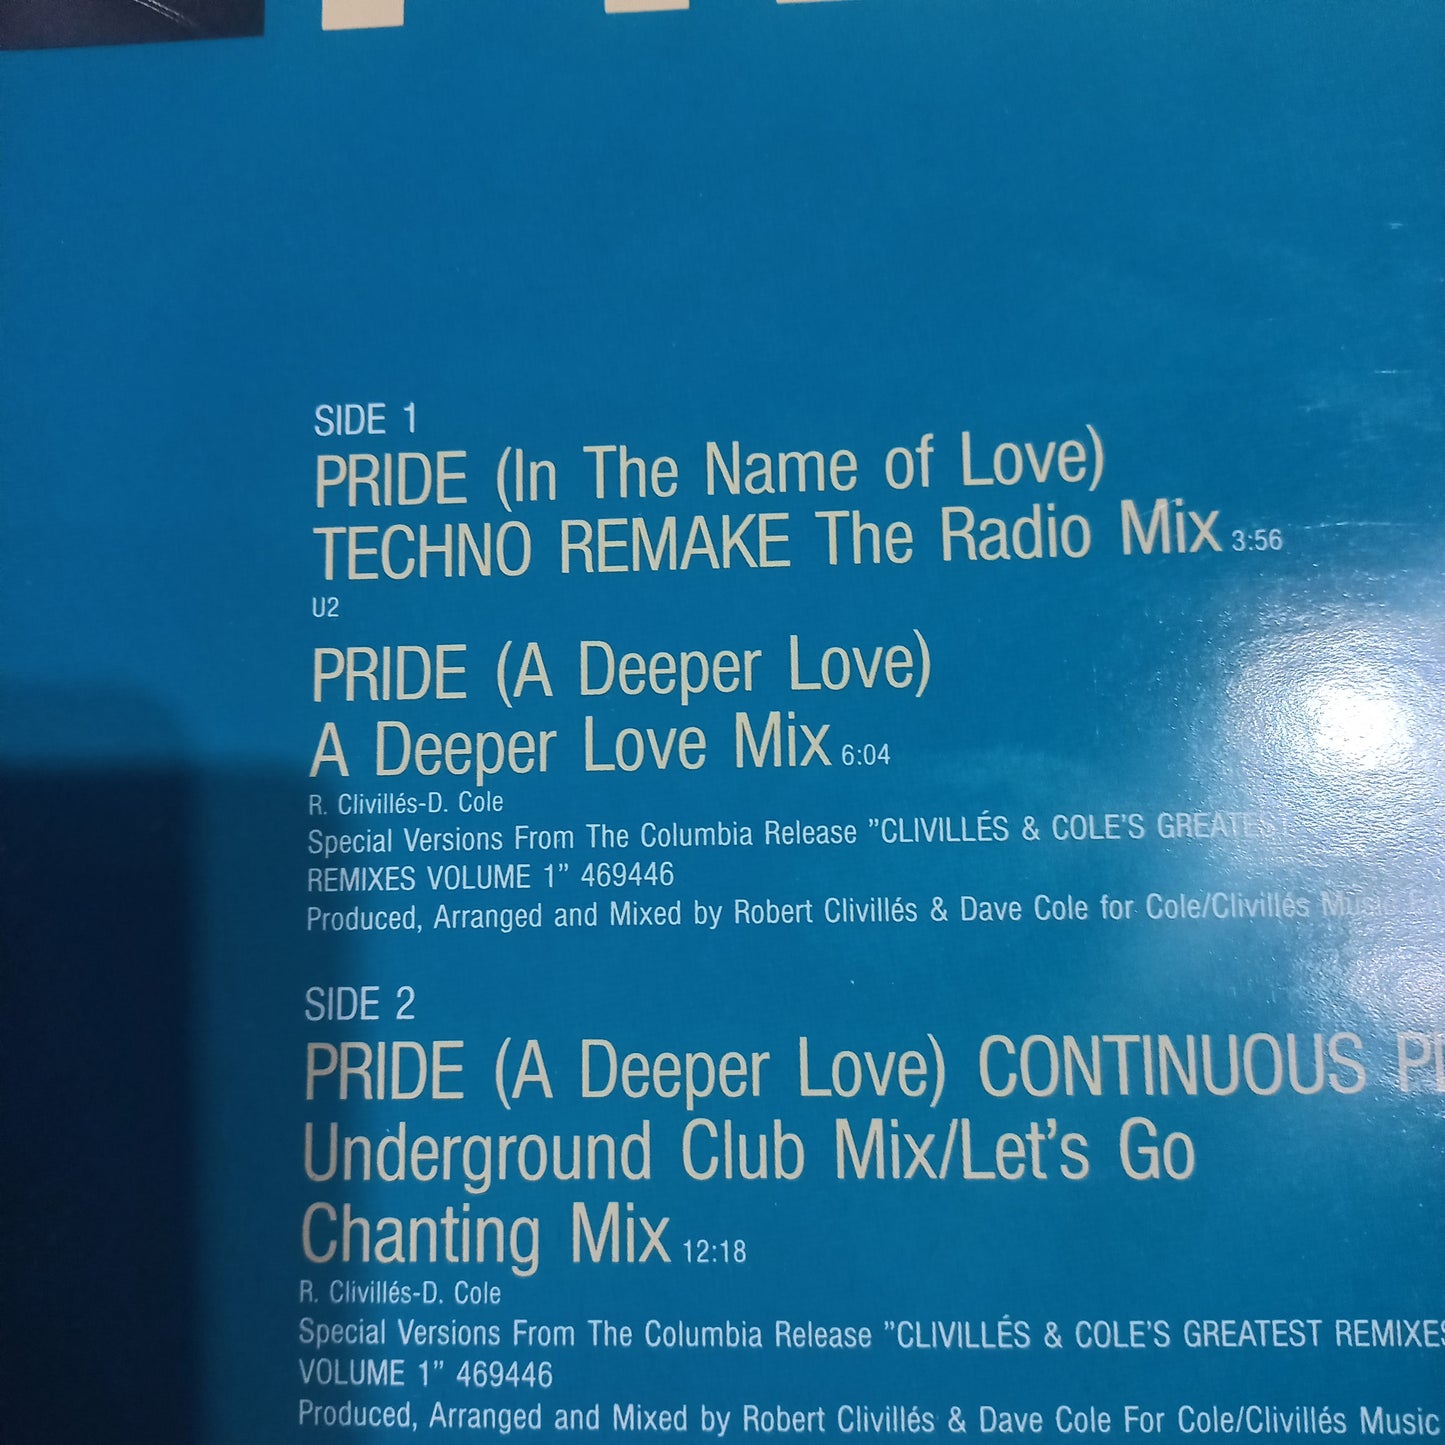 SIDE 1
PRIDE (In The Name of Love)
TECHNO REMAKE The Radio Mix 3:56
U2
PRIDE (A Deeper Love)
A Deeper Love Mix 6:04
R. Clivillés-D. Cole
Special Versions From The Columbia Release "CLIVILLÉS & COLE'S GREATEST
REMIXES VOLUME 1" 469446
Produced, Arranged and Mixed by Robert Clivillés & Dave Cole for Cole/Clivillés Music
SIDE 2
PRIDE (A Deeper Love) CONTINUOUS
Underground Club Mix/Let's Go
Chanting Mix 12:18
R. Clivillés-D. Cole
Special Versions From The Columbia Release "CLIVILLÉS & COLE'S GREATEST REMIXES
VOLUME 1" 469446
Produced, Arranged and Mixed by Robert Clivillés & Dave Cole For Cole/Clivillés Music